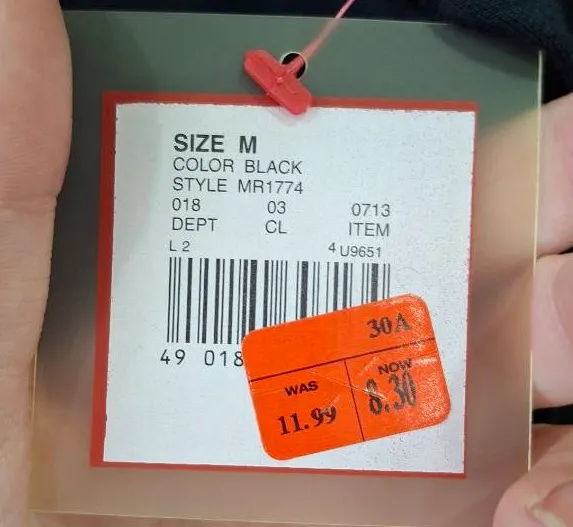 SIZE M
COLOR BLACK
STYLE MR1774
018 03 0713
DEPT CL ITEM
L 2 4 U9651
49 018
30A
WAS NOW
11.99 8.30